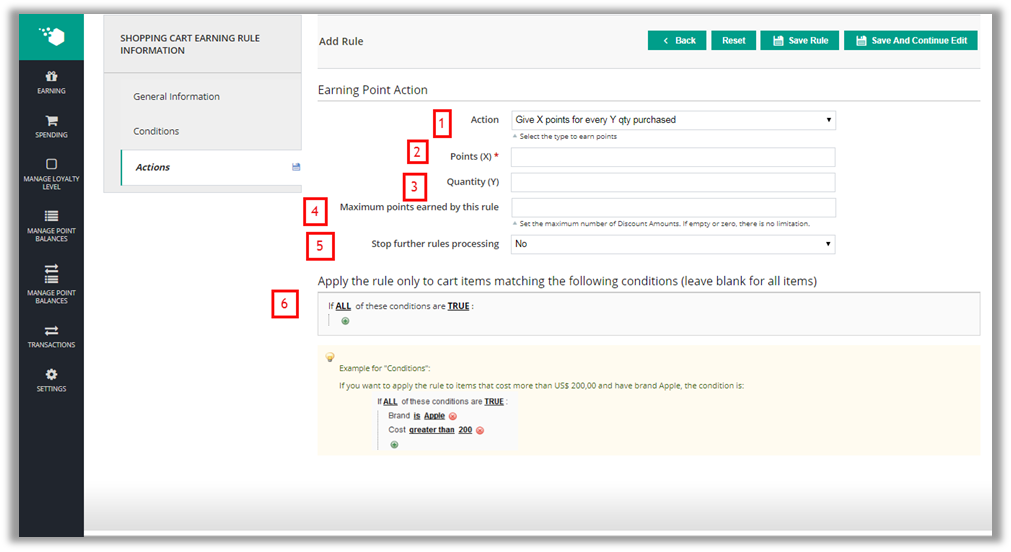 EARNING
SPENDING
MANAGE LOYALTY
LEVEL
MANAGE POINT
BALANCES
MANAGE POINT
BALANCES
TRANSACTIONS
SETTINGS
SHOPPING CART EARNING RULE
INFORMATION
General Information
Conditions
Actions
Add Rule
Back
Reset
Save Rule
Save And Continue Edit
Earning Point Action
1 Action Give X points for every Y qty purchased
Select the type to earn points
2 Points (X) *
3 Quantity (Y)
4 Maximum points earned by this rule
Set the maximum number of Discount Amounts. If empty or zero, there is no limitation.
5 Stop further rules processing No
Apply the rule only to cart items matching the following conditions (leave blank for all items)
6 If ALL of these conditions are TRUE :
Example for "Conditions":
If you want to apply the rule to items that cost more than US$ 200,00 and have brand Apple, the condition is:
If ALL of these conditions are TRUE :
Brand is Apple
Cost greater than 200